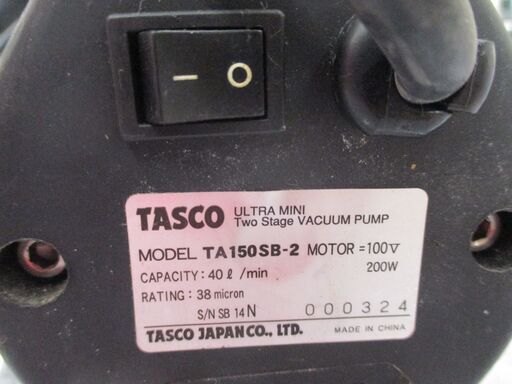 — O
TASCO ULTRA MINI
Two Stage VACUUM PUMP
MODEL TA150SB-2 MOTOR=100V
CAPACITY: 40ℓ/min 200W
RATING: 38 micron
S/N SB 14N 000324
TASCO JAPAN CO., LTD. MADE IN CHINA